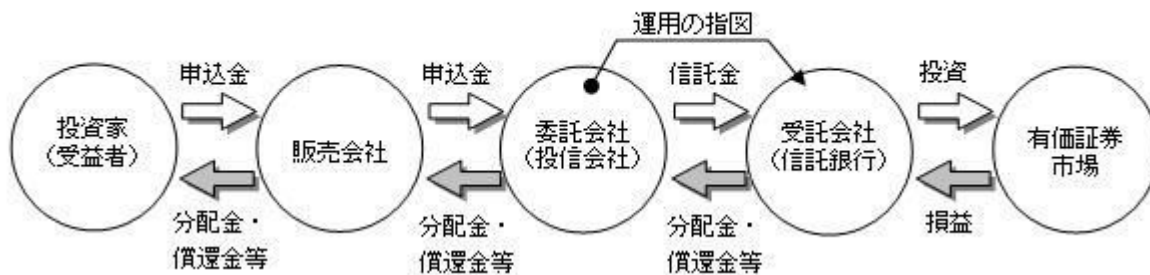 運用の指図
申込金
申込金
信託金
投資
投資家
(受益者)
販売会社
委託会社
(投信会社)
受託会社
(信託銀行)
有価証券
市場
分配金・
償還金等
分配金・
償還金等
分配金・
償還金等
損益